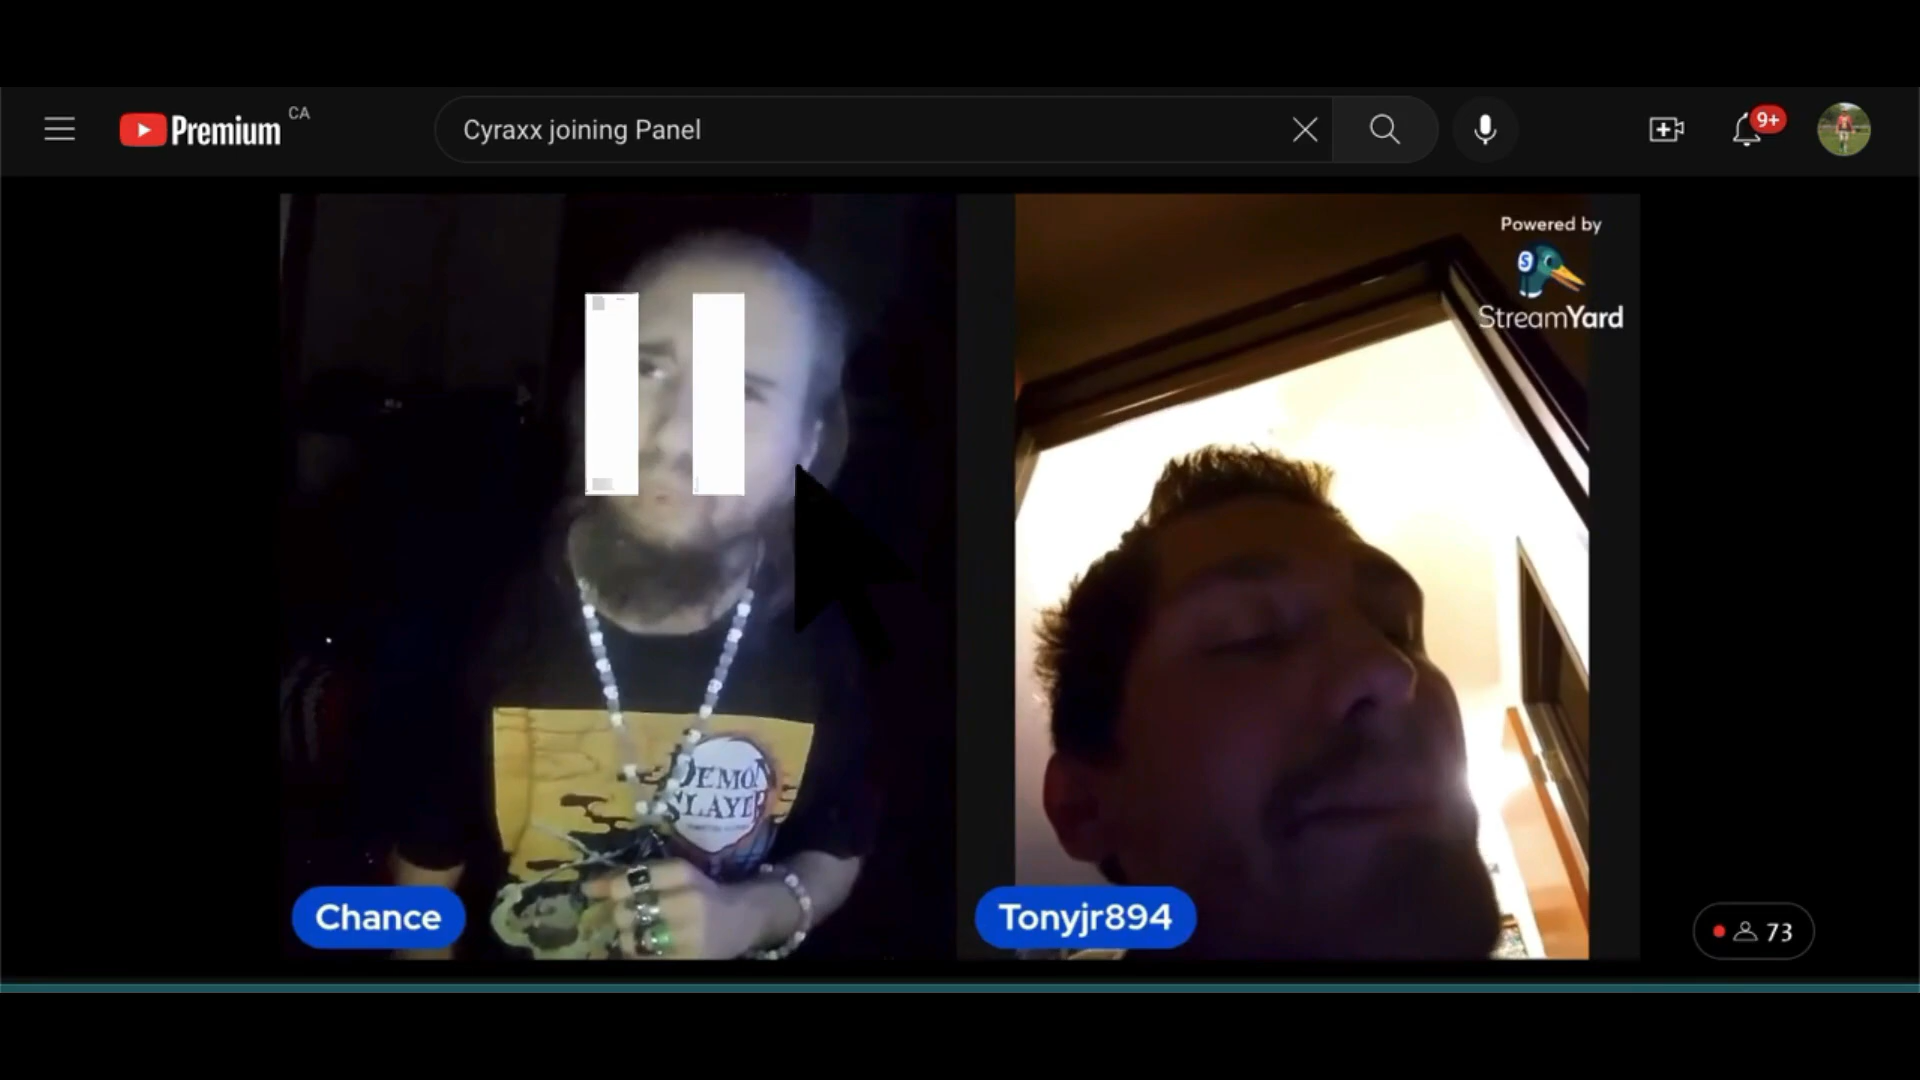 Premium
CA
Cyraxx joining Panel
9+
Powered by
S
StreamYard
DEMON
SLAYER
Chance
Tonyjr894
73